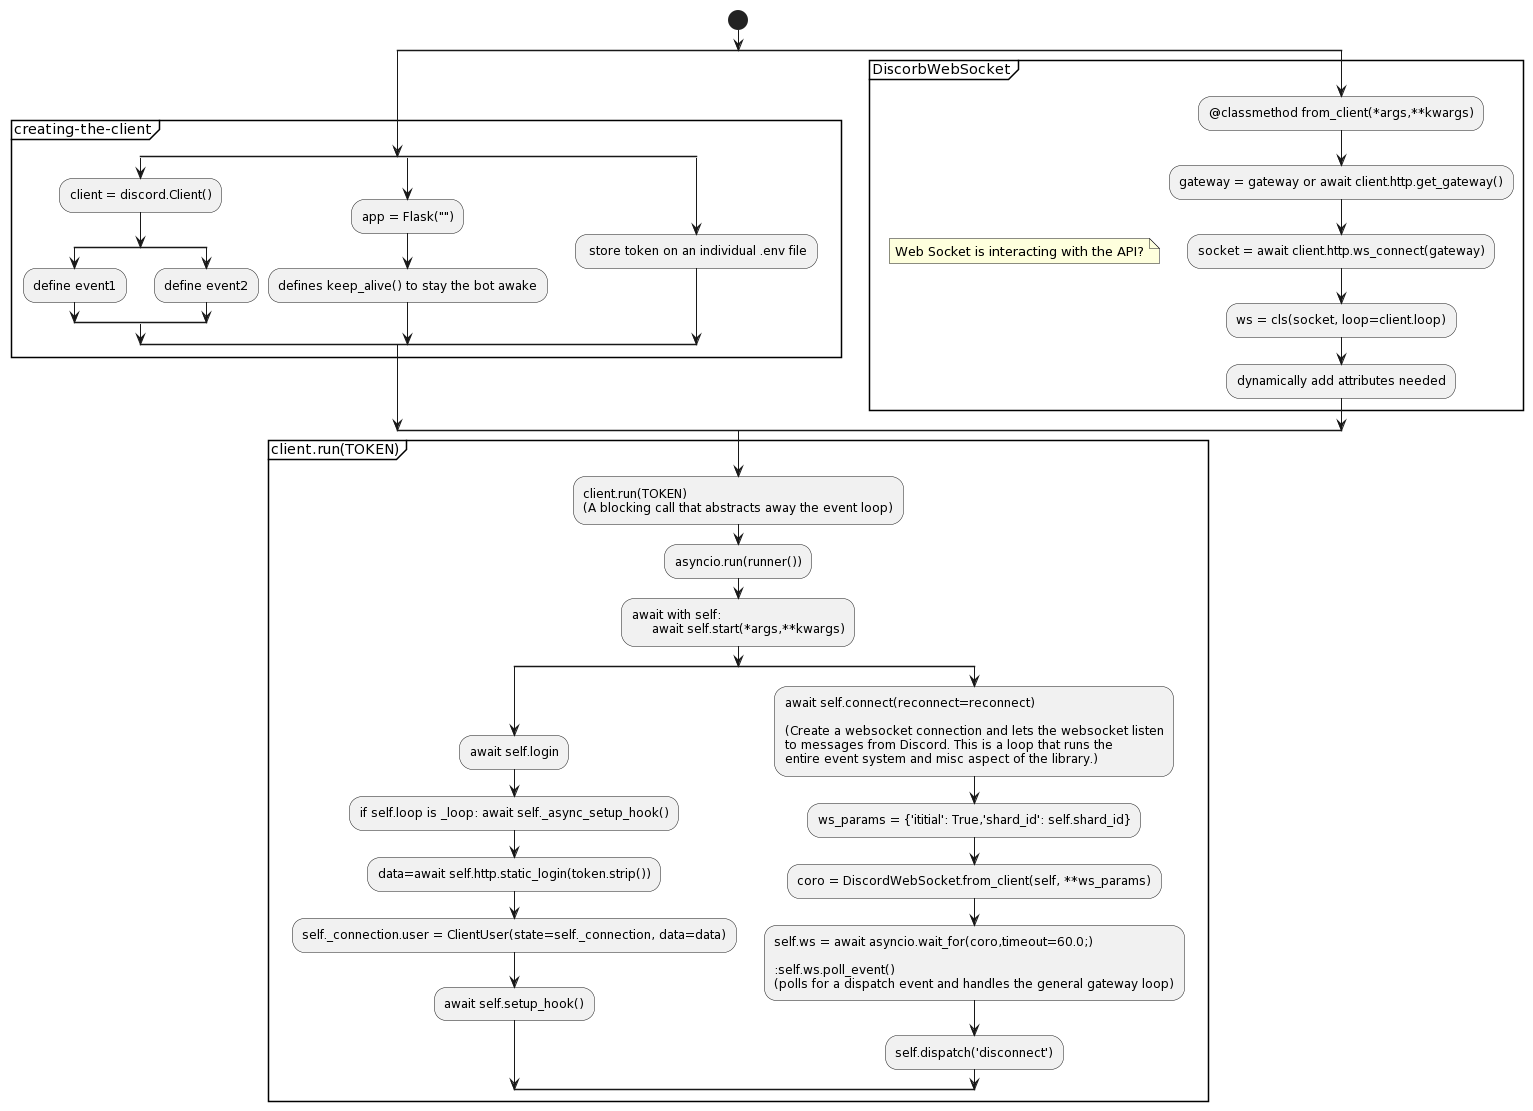 DiscorbWebSocket
@classmethod from_client(*args,**kwargs)
gateway = gateway or await client.http.get_gateway()
Web Socket is interacting with the API?
socket = await client.http.ws_connect(gateway)
ws = cls(socket, loop=client.loop)
dynamically add attributes needed
creating-the-client
client = discord.Client()
define event1
define event2
app = Flask("")
defines keep_alive() to stay the bot awake
store token on an individual .env file
client.run(TOKEN)
client.run(TOKEN)
(A blocking call that abstracts away the event loop)
asyncio.run(runner())
await with self:
await self.start(*args,**kwargs)
await self.login
if self.loop is _loop: await self._async_setup_hook()
data=await self.http.static_login(token.strip())
self._connection.user = ClientUser(state=self._connection, data=data)
await self.setup_hook()
await self.connect(reconnect=reconnect)
(Create a websocket connection and lets the websocket listen
to messages from Discord. This is a loop that runs the
entire event system and misc aspect of the library.)
ws_params = {'ititial': True,'shard_id': self.shard_id}
coro = DiscordWebSocket.from_client(self, **ws_params)
self.ws = await asyncio.wait_for(coro,timeout=60.0;)
:self.ws.poll_event()
(polls for a dispatch event and handles the general gateway loop)
self.dispatch('disconnect')